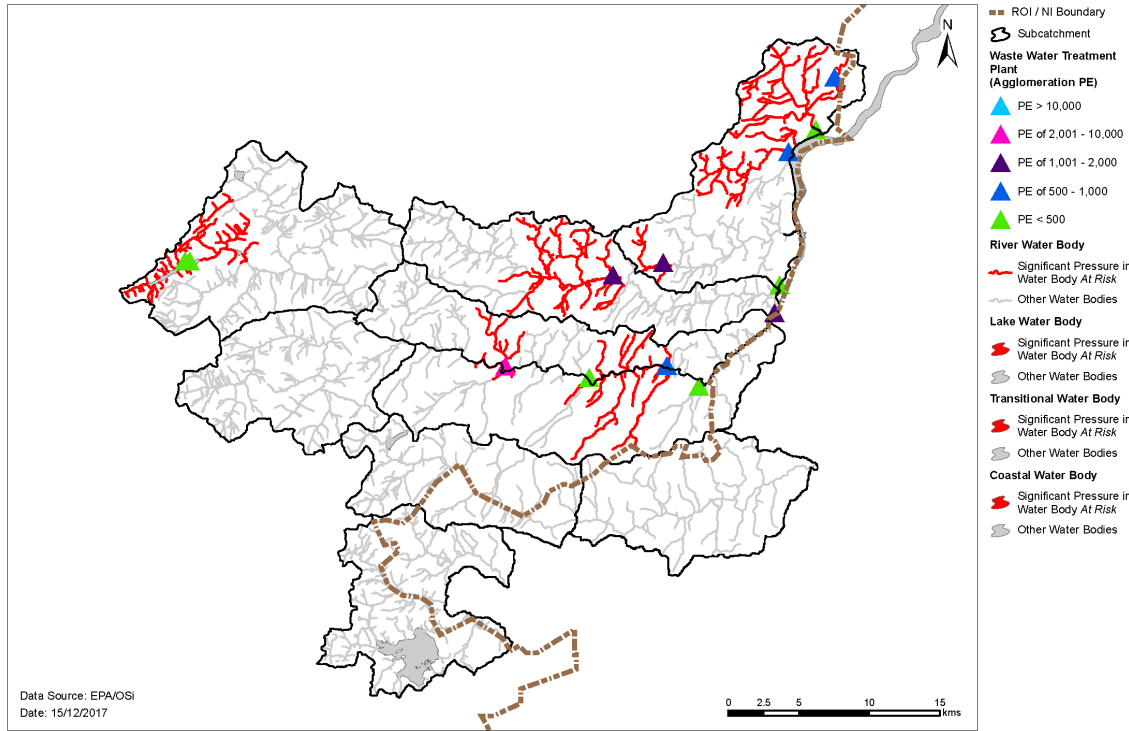 N
ROI / NI Boundary
Subcatchment
Waste Water Treatment
Plant
(Agglomeration PE)
PE > 10,000
PE of 2,001 - 10,000
PE of 1,001 - 2,000
PE of 500 - 1,000
PE < 500
River Water Body
Significant Pressure in
Water Body At Risk
Other Water Bodies
Lake Water Body
Significant Pressure in
Water Body At Risk
Other Water Bodies
Transitional Water Body
Significant Pressure in
Water Body At Risk
Other Water Bodies
Coastal Water Body
Significant Pressure in
Water Body At Risk
Other Water Bodies
Data Source: EPA/OSi
Date: 15/12/2017
0 2.5 5 10 15
kms